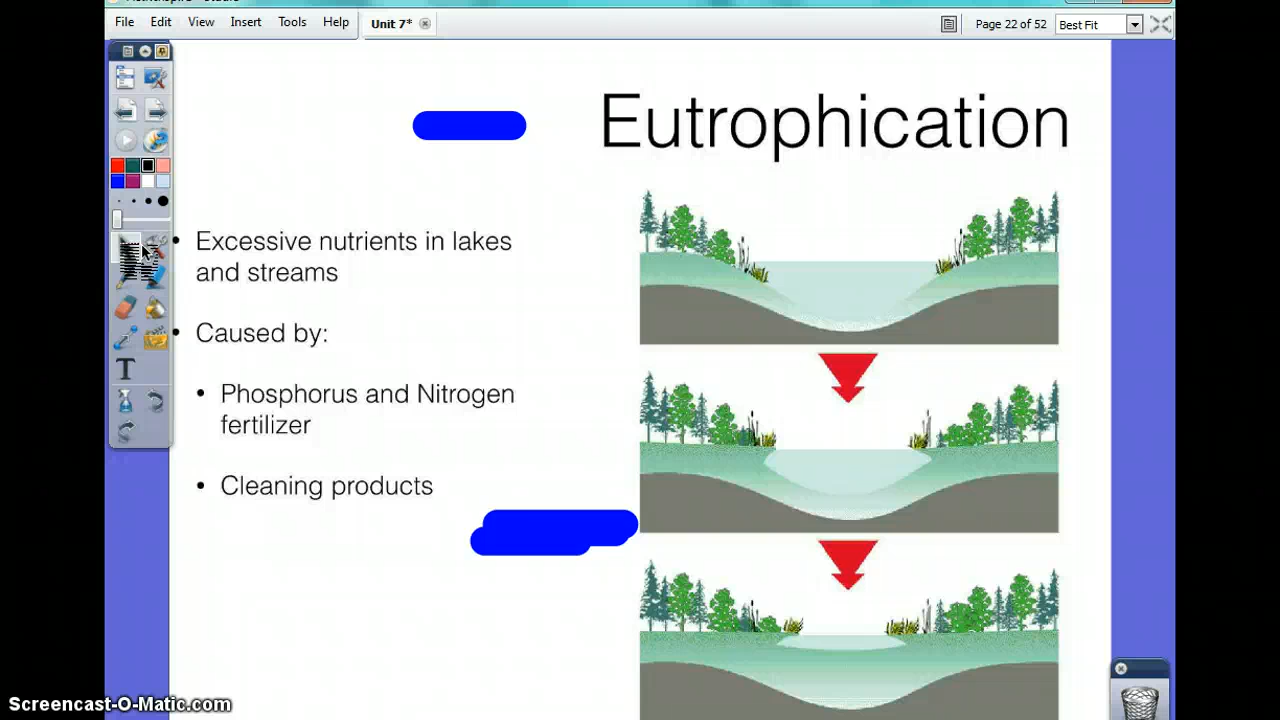 File Edit View Insert Tools Help
Unit 7*
Page 22 of 52
Best Fit
Eutrophication
• Excessive nutrients in lakes
and streams
• Caused by:
• Phosphorus and Nitrogen
fertilizer
• Cleaning products
T
Screencast-O-Matic.com